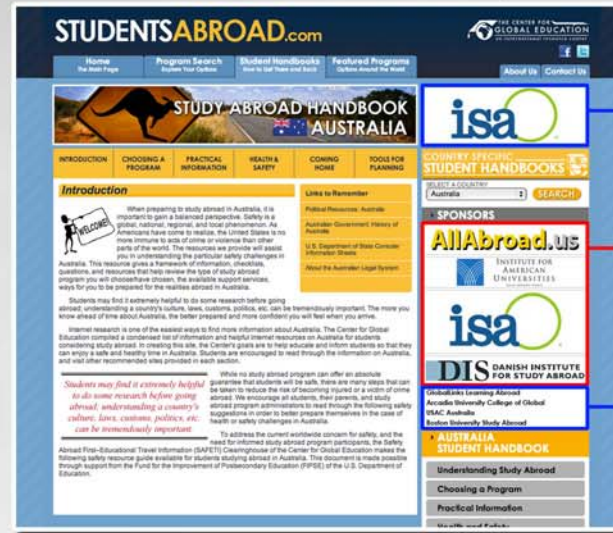 STUDENTSABROAD.com
THE CENTER FOR
GLOBAL EDUCATION
Home
The Main Page
Program Search
Explore Your Options
Student Handbooks
How to Get There and Back
Featured Programs
Options Around the World
About Us
Contact Us
STUDY ABROAD HANDBOOK
AUSTRALIA
isa
INTRODUCTION
CHOOSING A
PROGRAM
PRACTICAL
INFORMATION
HEALTH &
SAFETY
COMING
HOME
TOOLS FOR
PLANNING
Introduction
WELCOME!
When preparing to study abroad in Australia, it is
important to gain a balanced perspective. Safety is a
global, national, regional, and local phenomenon. As
Americans have come to realize, the United States is no
more immune to acts of crime or violence than other
parts of the world. The resources we provide will assist
you in understanding the particular safety challenges in
Australia. This resource gives a framework of information, checklists,
questions, and resources that help review the type of study abroad
program you will choose/have chosen, the available support services,
ways for you to be prepared for the realities abroad in Australia.
Links to Remember
Political Resources: Australia
Australian Government: History of
Australia
U.S. Department of State Consular
Information Sheets
About the Australian Legal System
Students may find it extremely helpful to do some research before going
abroad; understanding a country's culture, laws, customs, politics, etc. can be tremendously important. The more you
know ahead of time about Australia, the better prepared and more confident you will feel when you arrive.
Internet research is one of the easiest ways to find more information about Australia. The Center for Global
Education compiled a condensed list of information and helpful Internet resources on Australia for students
considering study abroad. In creating this site, the Center's goals are to help educate and inform students so that they
can enjoy a safe and healthy time in Australia. Students are encouraged to read through the information on Australia,
and visit other recommended sites provided in each section.
Students may find it extremely helpful
to do some research before going
abroad; understanding a country's
culture, laws, customs, politics, etc.
can be tremendously important.
While no study abroad program can offer an absolute
guarantee that students will be safe, there are many steps that can
be taken to reduce the risk of becoming injured or a victim of crime
abroad. We encourage all students, their parents, and study
abroad program administrators to read through the following safety
suggestions in order to better prepare themselves in the case of
health or safety challenges in Australia.
To address the current worldwide concern for safety, and the
need for informed study abroad program participants, the Safety
Abroad First–Educational Travel Information (SAFETI) Clearinghouse of the Center for Global Education makes the
following safety resource guide available for students studying abroad in Australia. This document is made possible
through support from the Fund for the Improvement of Postsecondary Education (FIPSE) of the U.S. Department of
Education.
COUNTRY-SPECIFIC
STUDENT HANDBOOKS
SELECT A COUNTRY
Australia
SEARCH
SPONSORS
AllAbroad.us
INSTITUTE FOR
AMERICAN
UNIVERSITIES
isa
DIS DANISH INSTITUTE
FOR STUDY ABROAD
GlobalLinks Learning Abroad
Arcadia University College of Global
USAC Australia
Boston University Study Abroad
AUSTRALIA
STUDENT HANDBOOK
Understanding Study Abroad
Choosing a Program
Practical Information
Health and Safety